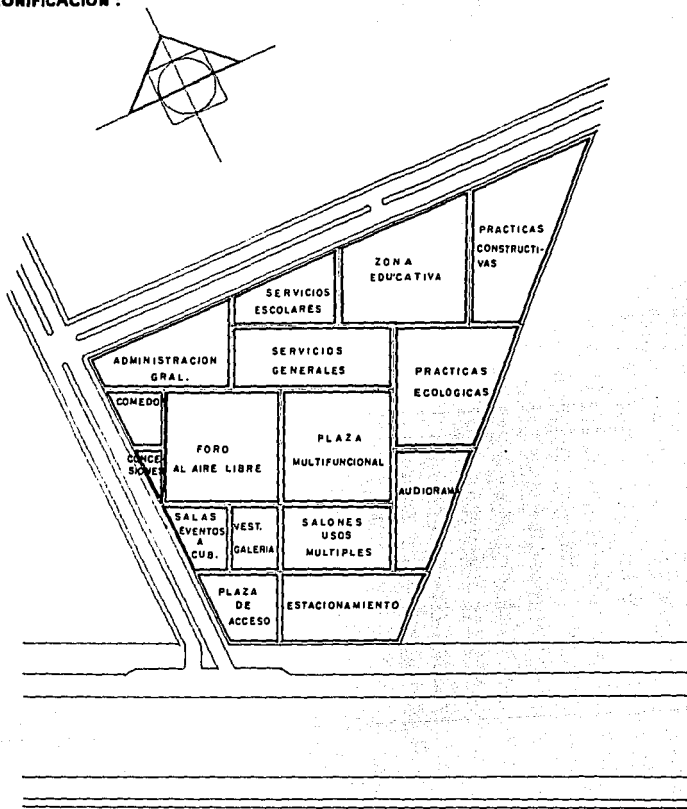 ONIFICACION :
PRACTICAS
CONSTRUCTI-
VAS
ZONA
EDUCATIVA
SERVICIOS
ESCOLARES
SERVICIOS
GENERALES
ADMINISTRACION
GRAL.
PRACTICAS
ECOLOGICAS
COMEDO
FORO
AL AIRE LIBRE
PLAZA
MULTIFUNCIONAL
CONCE-
SIONES
AUDIORAMA
SALAS
EVENTOS
A
CUB.
VEST.
GALERIA
SALONES
USOS
MULTIPLES
PLAZA
DE
ACCESO
ESTACIONAMIENTO